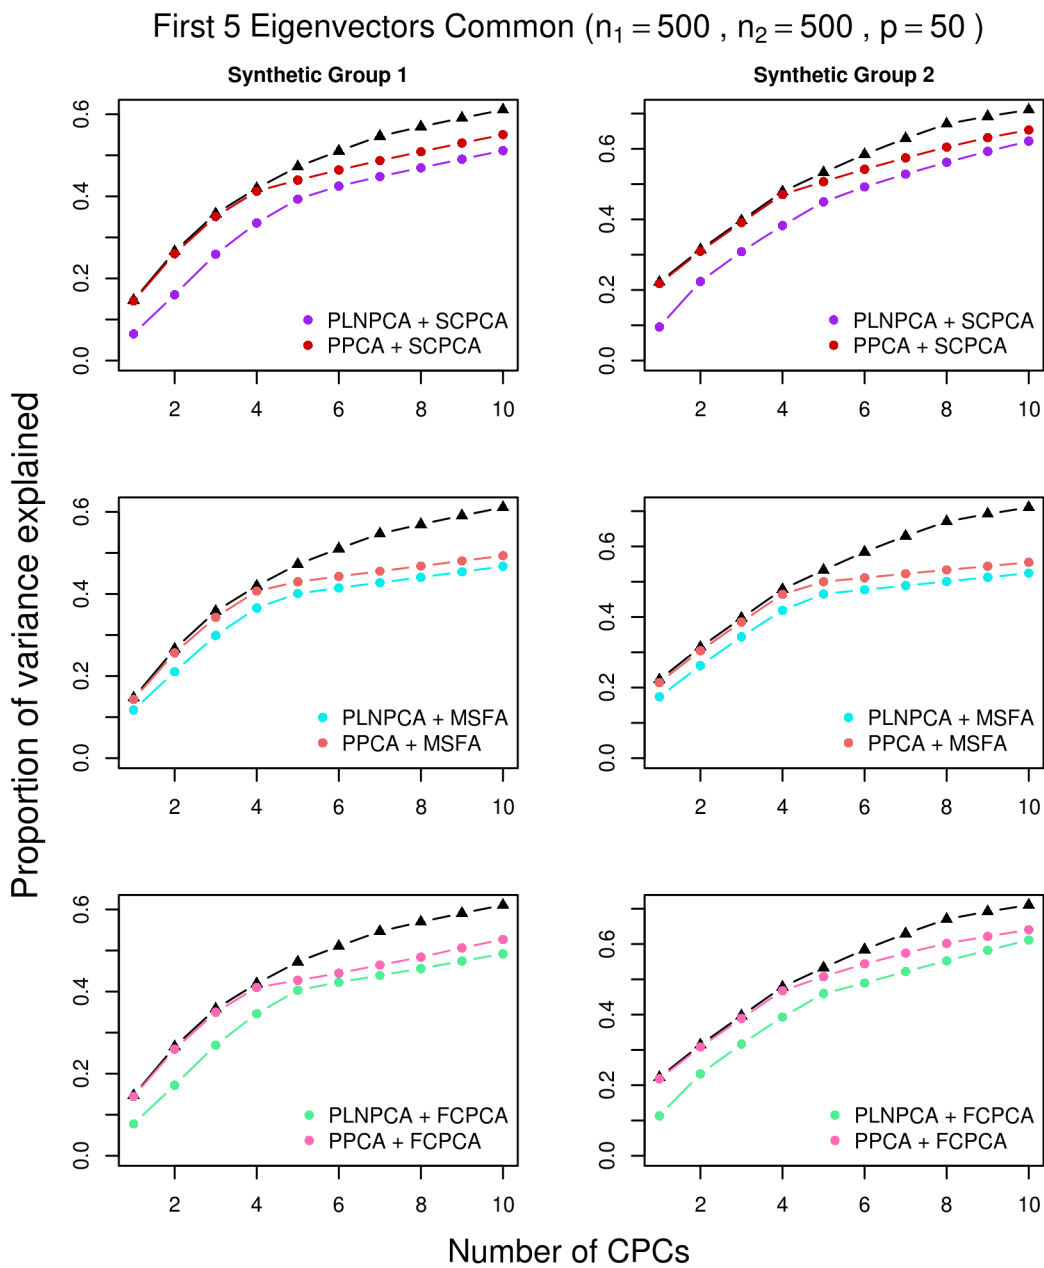 First 5 Eigenvectors Common (n1 = 500 , n2 = 500 , p = 50 )
Synthetic Group 1
Synthetic Group 2
Proportion of variance explained
0.6
0.4
0.2
0.0
PLNPCA + SCPCA
PPCA + SCPCA
2 4 6 8 10
0.6
0.4
0.2
0.0
PLNPCA + SCPCA
PPCA + SCPCA
2 4 6 8 10
0.6
0.4
0.2
0.0
PLNPCA + MSFA
PPCA + MSFA
2 4 6 8 10
0.6
0.4
0.2
0.0
PLNPCA + MSFA
PPCA + MSFA
2 4 6 8 10
0.6
0.4
0.2
0.0
PLNPCA + FCPCA
PPCA + FCPCA
2 4 6 8 10
0.6
0.4
0.2
0.0
PLNPCA + FCPCA
PPCA + FCPCA
2 4 6 8 10
Number of CPCs